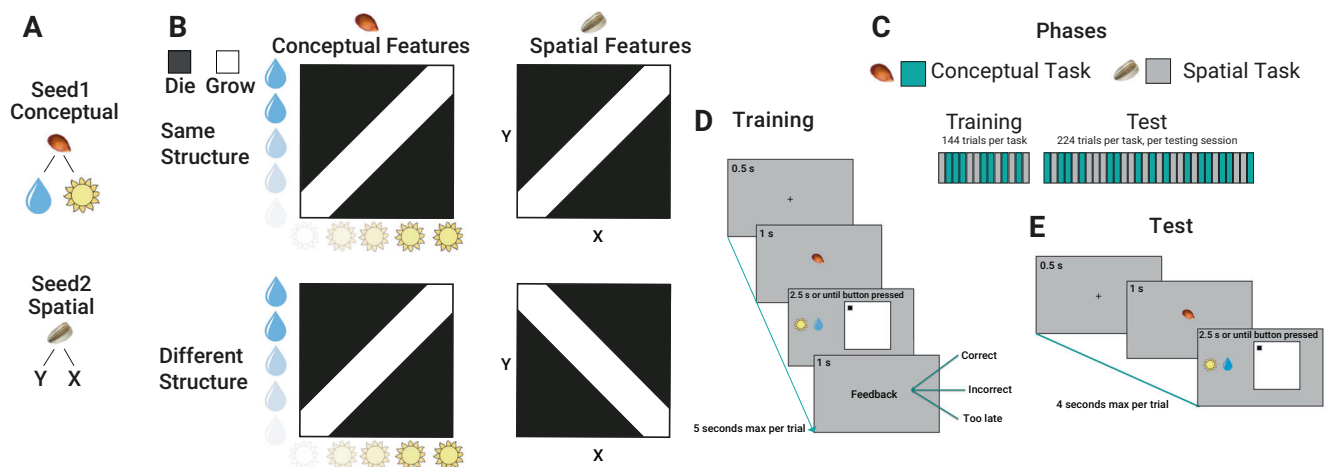 A
Seed1
Conceptual
Seed2
Spatial
Y X
B
Die Grow
Conceptual Features
Spatial Features
Same
Structure
Y
X
Different
Structure
Y
X
C
Phases
Conceptual Task
Spatial Task
Training
144 trials per task
Test
224 trials per task, per testing session
D
Training
0.5 s
+
1 s
2.5 s or until button pressed
1 s
Feedback
Correct
Incorrect
Too late
5 seconds max per trial
E
Test
0.5 s
+
1 s
2.5 s or until button pressed
4 seconds max per trial